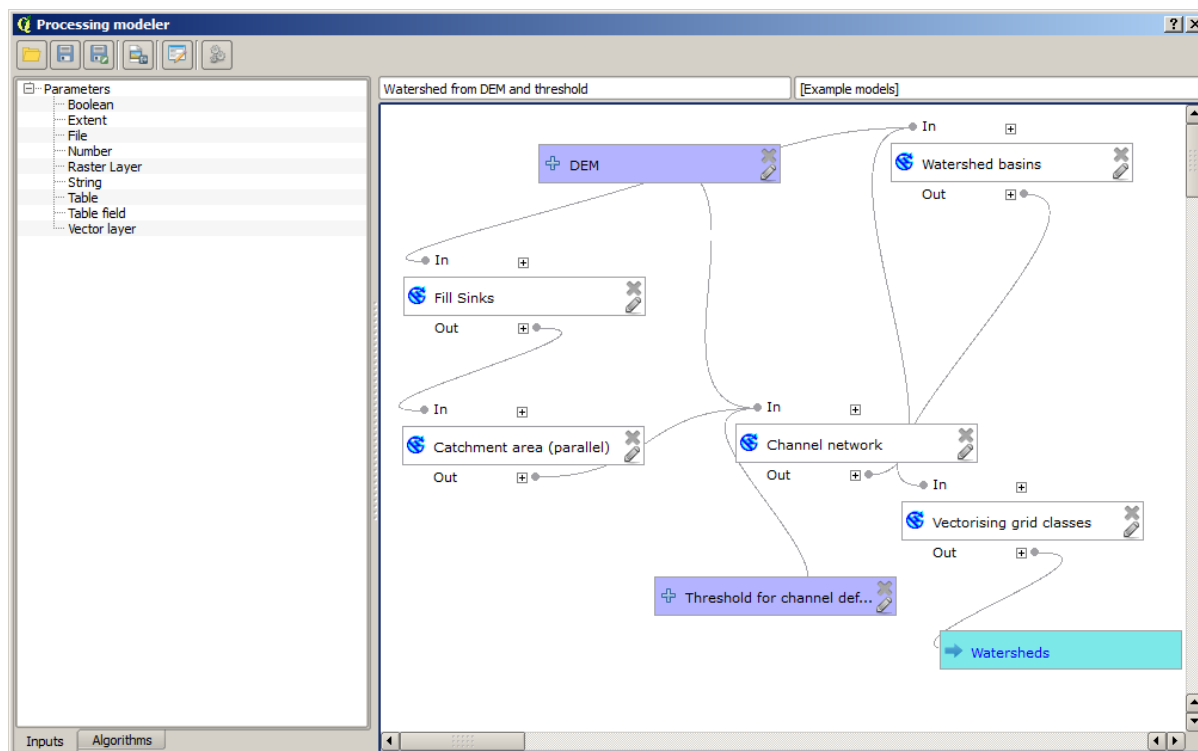 Processing modeler
Parameters
Boolean
Extent
File
Number
Raster Layer
String
Table
Table field
Vector layer
Inputs
Algorithms
Watershed from DEM and threshold
[Example models]
DEM
In
Watershed basins
Out
In
Fill Sinks
Out
In
Catchment area (parallel)
Out
In
Channel network
Out
In
Vectorising grid classes
Out
Threshold for channel def...
Watersheds